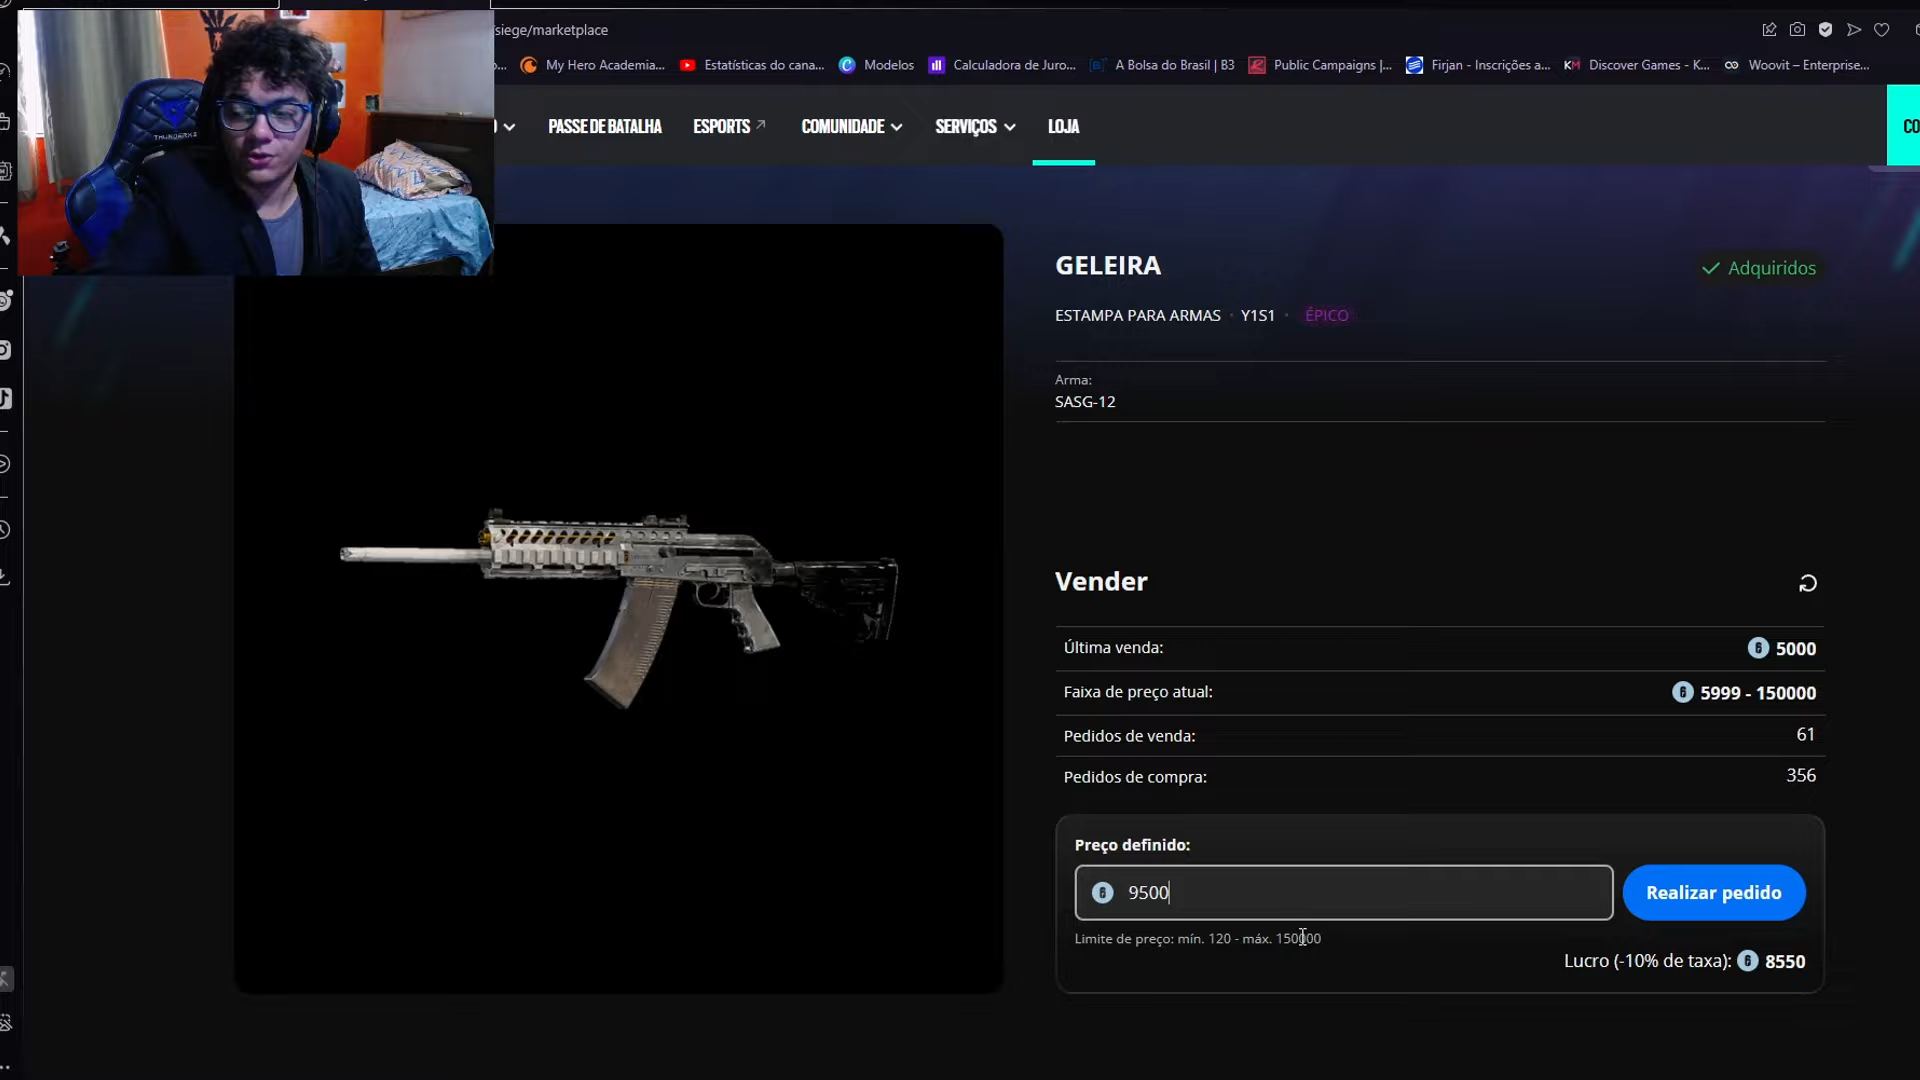 siege/marketplace
My Hero Academia...
Estatísticas do cana...
Modelos
Calculadora de Juro...
A Bolsa do Brasil | B3
Public Campaigns |...
Firjan - Inscrições a...
KM Discover Games - K...
Woovit – Enterprise...
PASSE DE BATALHA
ESPORTS
COMUNIDADE
SERVIÇOS
LOJA
CO
THUNDERX3
GELEIRA
Adquiridos
ESTAMPA PARA ARMAS · Y1S1 · ÉPICO
Arma:
SASG-12
Vender
Última venda: 5000
Faixa de preço atual: 5999 - 150000
Pedidos de venda: 61
Pedidos de compra: 356
Preço definido:
9500
Realizar pedido
Limite de preço: mín. 120 - máx. 150000
Lucro (-10% de taxa): 8550